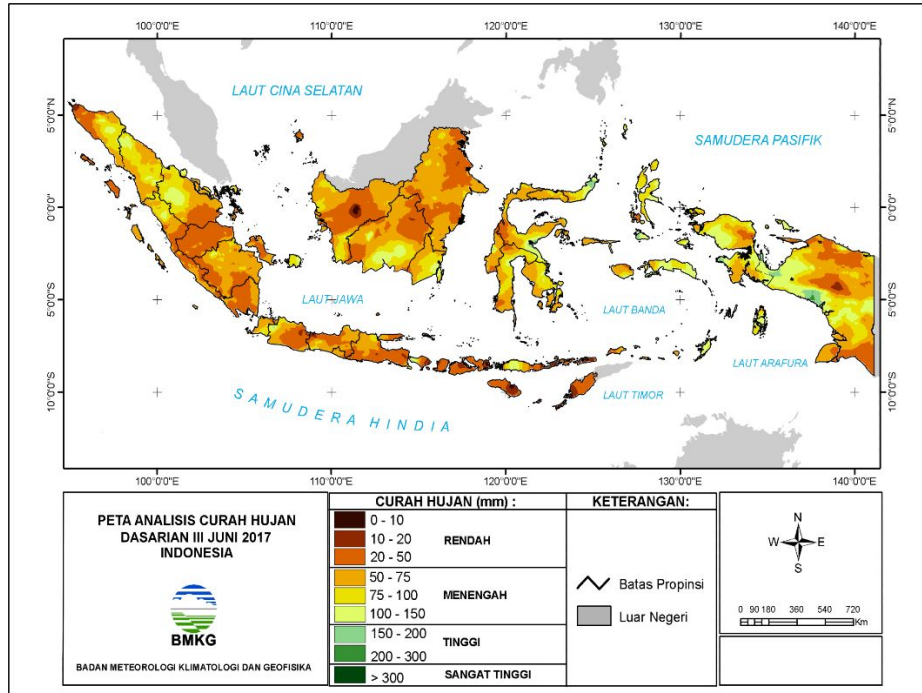 100°0'0"E 110°0'0"E 120°0'0"E 130°0'0"E 140°0'0"E
LAUT CINA SELATAN
SAMUDERA PASIFIK
5°0'0"N 5°0'0"N
0°0'0" 0°0'0"
5°0'0"S 5°0'0"S
10°0'0"S 10°0'0"S
LAUT JAWA
LAUT BANDA
LAUT ARAFURA
LAUT TIMOR
SAMUDERA HINDIA
100°0'0"E 110°0'0"E 120°0'0"E 130°0'0"E 140°0'0"E
PETA ANALISIS CURAH HUJAN
DASARIAN III JUNI 2017
INDONESIA
BMKG
BADAN METEOROLOGI KLIMATOLOGI DAN GEOFISIKA
CURAH HUJAN (mm) :
0 - 10
10 - 20 RENDAH
20 - 50
50 - 75
75 - 100 MENENGAH
100 - 150
150 - 200
TINGGI
200 - 300
> 300 SANGAT TINGGI
KETERANGAN:
Batas Propinsi
Luar Negeri
N
W E
S
0 90 180 360 540 720
Km